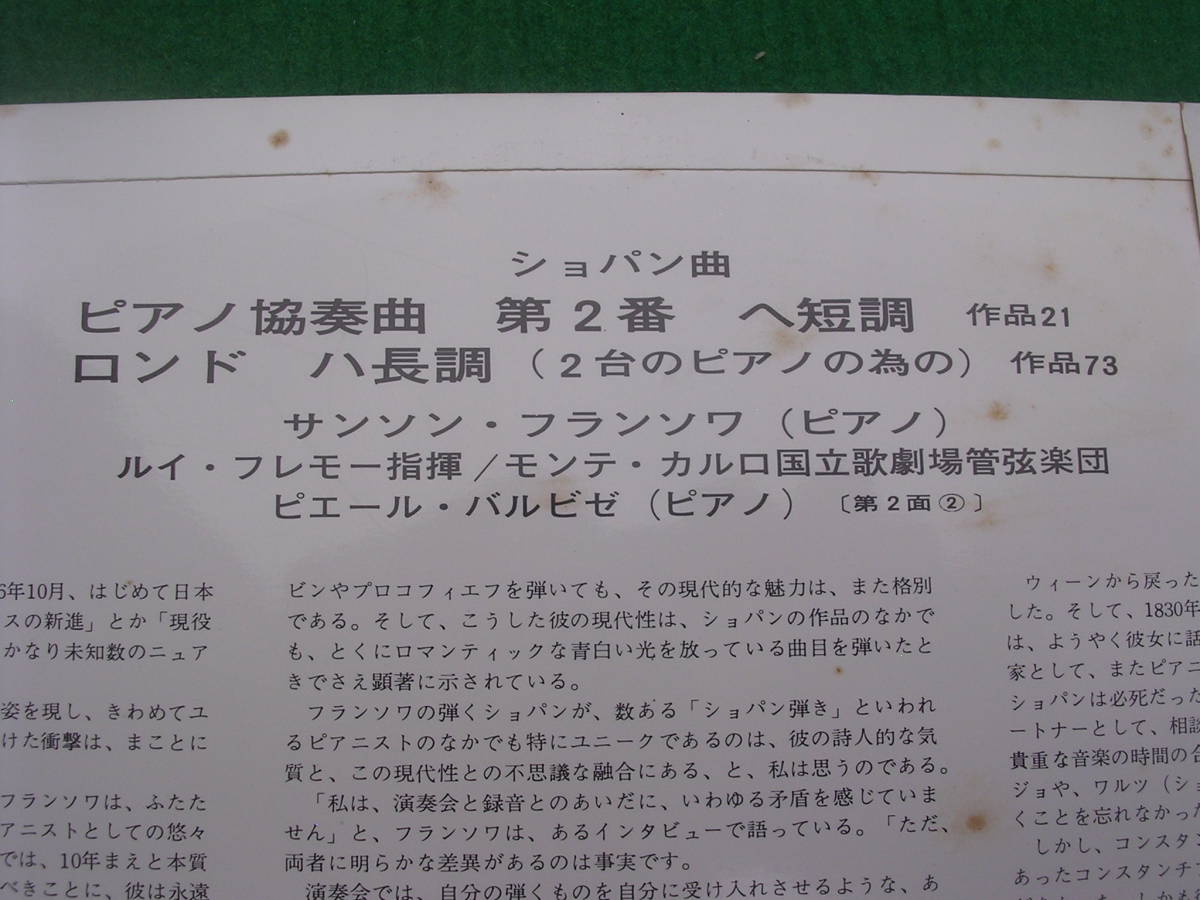 ショパン曲
ピアノ協奏曲　第2番　ヘ短調　作品21
ロンド　ハ長調（2台のピアノの為の）作品73
サンソン・フランソワ（ピアノ）
ルイ・フレモー指揮/モンテ・カルロ国立歌劇場管弦楽団
ピエール・バルビゼ（ピアノ）〔第2面②〕
6年10月、はじめて日本
スの新進」とか「現役
かなり未知数のニュア
姿を現し、きわめてユ
けた衝撃は、まことに
フランソワは、ふたた
アニストとしての悠々
では、10年まえと本質
べきことに、彼は永遠
ビンやプロコフィエフを弾いても、その現代的な魅力は、また格別
である。そして、こうした彼の現代性は、ショパンの作品のなかで
も、とくにロマンティックな青白い光を放っている曲目を弾いたと
きでさえ顕著に示されている。
フランソワの弾くショパンが、数ある「ショパン弾き」といわれ
るピアニストのなかでも特にユニークであるのは、彼の詩人的な気
質と、この現代性との不思議な融合にある、と、私は思うのである。
「私は、演奏会と録音とのあいだに、いわゆる矛盾を感じていま
せん」と、フランソワは、あるインタビューで語っている。「ただ、
両者に明らかな差異があるのは事実です。
演奏会では、自分の弾くものを自分に受け入れさせるような、あ
ウィーンから戻った
した。そして、1830年
は、ようやく彼女に話
家として、またピアニ
ショパンは必死だった
ートナーとして、相談
貴重な音楽の時間の合
ジョや、ワルツ（ショ
くことを忘れなかった
しかし、コンスタン
あったコンスタンチ